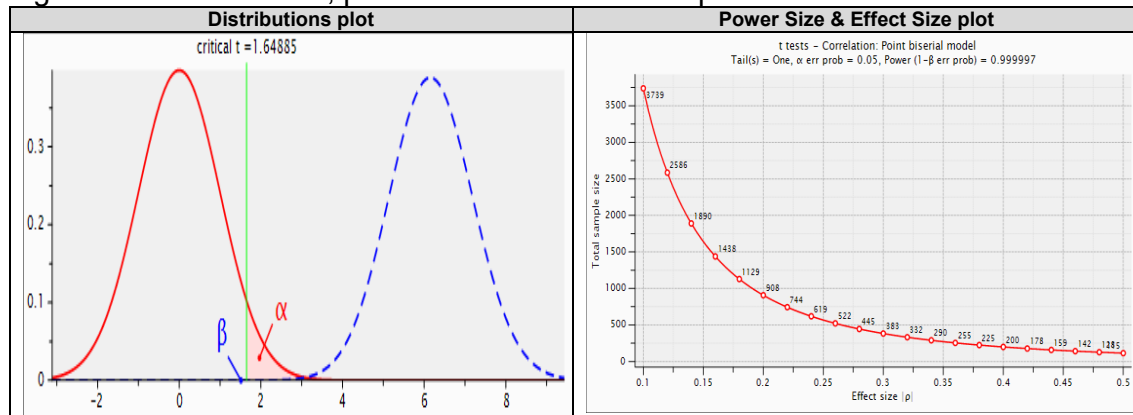 Distributions plot
Power Size & Effect Size plot
critical t =1.64885
0.3
0.2
0.1
0
β
α
-2 0 2 4 6 8
t tests – Correlation: Point biserial model
Tail(s) = One, α err prob = 0.05, Power (1–β err prob) = 0.999997
Total sample size
3500
3000
2500
2000
1500
1000
500
0
3739
2586
1890
1438
1129
908
744
619
522
445
383
332
290
255
225
200
178
159
142
0.1 0.15 0.2 0.25 0.3 0.35 0.4 0.45 0.5
Effect size |ρ|